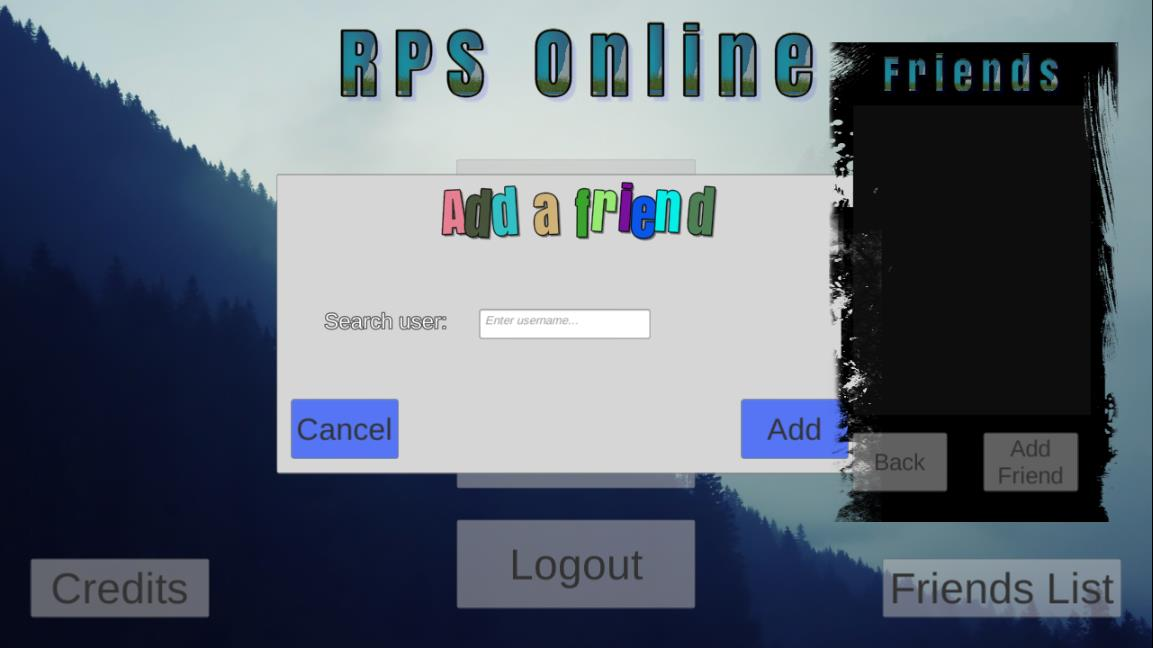 RPS Online
Friends
Add a friend
Search user:
Enter username...
Cancel
Add
Back
Add
Friend
Logout
Credits
Friends List